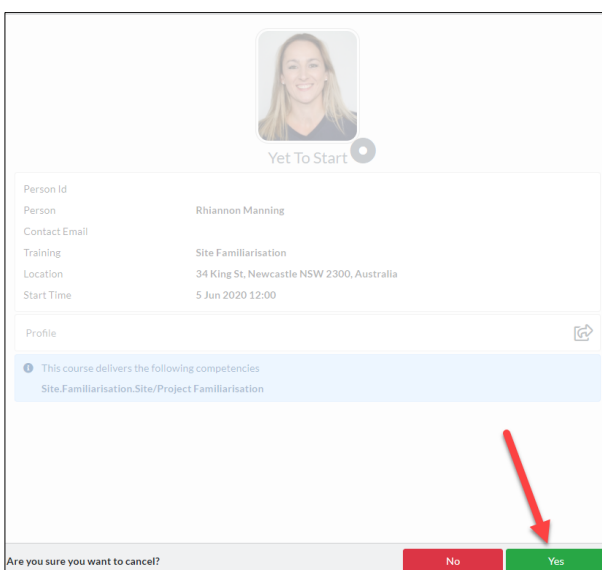 Yet To Start
Person Id
Person Rhiannon Manning
Contact Email
Training Site Familiarisation
Location 34 King St, Newcastle NSW 2300, Australia
Start Time 5 Jun 2020 12:00
Profile
This course delivers the following competencies
Site.Familiarisation.Site/Project Familiarisation
Are you sure you want to cancel? No Yes